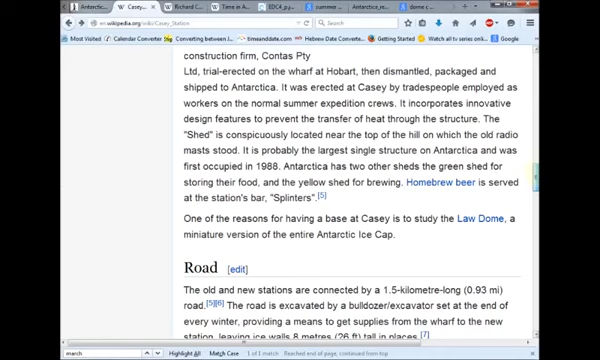 Antarctic...
Casey...
Richard C...
Time in A...
EDC4_p.j...
summer ...
Antarctica_re...
dome c...
en.wikipedia.org/wiki/Casey_Station
Search
Most Visited
Calendar
Converting between J...
timeanddate.com
Hebrew Date Converte...
Getting Started
Watch all tv series onli...
Google
construction firm, Contas Pty
Ltd, trial-erected on the wharf at Hobart, then dismantled, packaged and
shipped to Antarctica. It was erected at Casey by tradespeople employed as
workers on the normal summer expedition crews. It incorporates innovative
design features to prevent the transfer of heat through the structure. The
"Shed" is conspicuously located near the top of the hill on which the old radio
masts stood. It is probably the largest single structure on Antarctica and was
first occupied in 1988. Antarctica has two other sheds the green shed for
storing their food, and the yellow shed for brewing. Homebrew beer is served
at the station's bar, "Splinters".[5]
One of the reasons for having a base at Casey is to study the Law Dome, a
miniature version of the entire Antarctic Ice Cap.
Road [edit]
The old and new stations are connected by a 1.5-kilometre-long (0.93 mi)
road.[5][6] The road is excavated by a bulldozer/excavator set at the end of
every winter, providing a means to get supplies from the wharf to the new
station, leaving ice walls 8 metres (26 ft) tall in places.[7]
march
Highlight All
Match Case
1 of 1 match
Reached end of page, continued from top